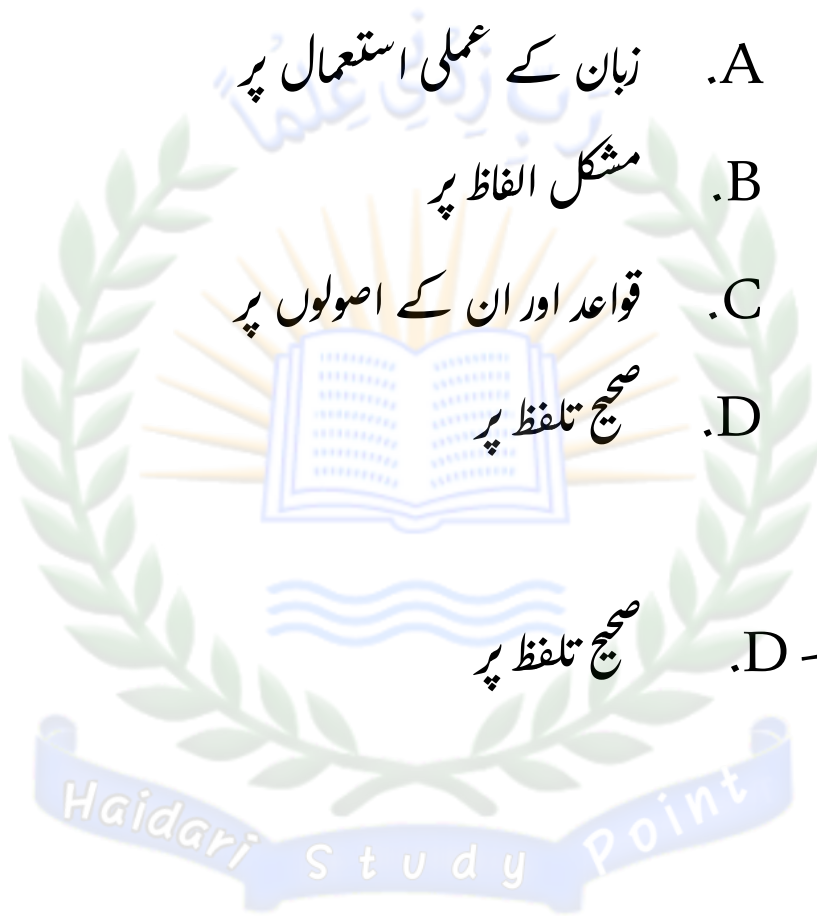 رَبِّ زِدْنِي عِلْمًا
A. زبان کے عملی استعمال پر
B. مشکل الفاظ پر
C. قواعد اور ان کے اصولوں پر
D. صحیح تلفظ پر
- D. صحیح تلفظ پر
Haidari Study Point